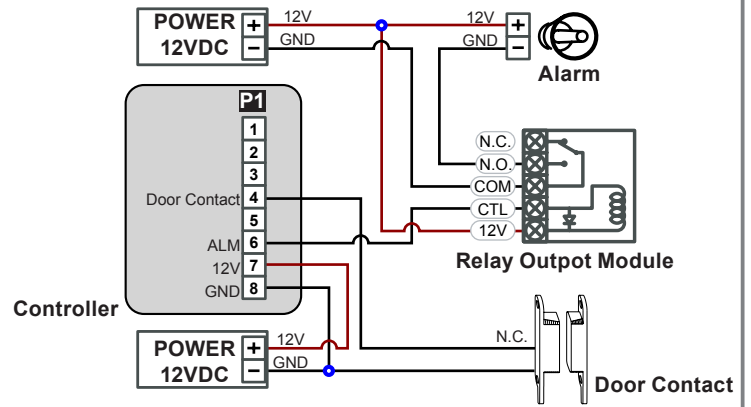 POWER + 12V 12V +
12VDC − GND GND −
Alarm
P1
1
2
3
Door Contact 4
5
ALM 6
12V 7
GND 8
Controller
N.C.
N.O.
COM
CTL
12V
Relay Outpot Module
POWER + 12V
12VDC − GND
N.C.
Door Contact